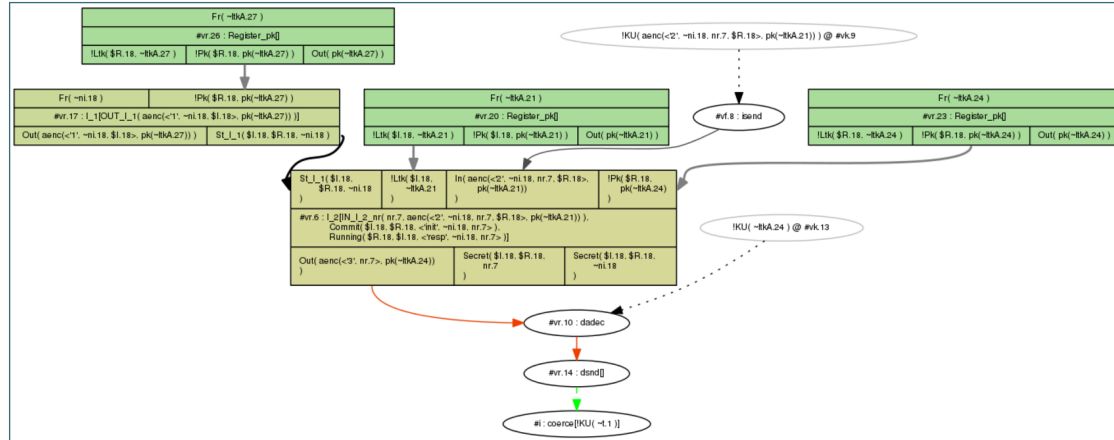 Fr( ~ltkA.27 )
#vr.26 : Register_pk[]
!Ltk( $R.18, ~ltkA.27 ) !Pk( $R.18, pk(~ltkA.27) ) Out( pk(~ltkA.27) )
!KU( aenc(<'2', ~ni.18, nr.7, $R.18>, pk(~ltkA.21)) ) @ #vk.9
Fr( ~ni.18 ) !Pk( $R.18, pk(~ltkA.27) )
#vr.17 : I_1[OUT_I_1( aenc(<'1', ~ni.18, $I.18>, pk(~ltkA.27)) )]
Out( aenc(<'1', ~ni.18, $I.18>, pk(~ltkA.27)) ) St_I_1( $I.18, $R.18, ~ni.18 )
Fr( ~ltkA.21 )
#vr.20 : Register_pk[]
!Ltk( $I.18, ~ltkA.21 ) !Pk( $I.18, pk(~ltkA.21) ) Out( pk(~ltkA.21) )
#vf.8 : isend
Fr( ~ltkA.24 )
#vr.23 : Register_pk[]
!Ltk( $R.18, ~ltkA.24 ) !Pk( $R.18, pk(~ltkA.24) ) Out( pk(~ltkA.24) )
St_I_1( $I.18, !Ltk( $I.18, In( aenc(<'2', ~ni.18, nr.7, $R.18>, !Pk( $R.18,
$R.18, ~ni.18 ~ltkA.21 pk(~ltkA.21)) pk(~ltkA.24)
) ) ) )
#vr.6 : I_2[IN_I_2_nr( nr.7, aenc(<'2', ~ni.18, nr.7, $R.18>, pk(~ltkA.21)) ),
Commit( $I.18, $R.18, <'init', ~ni.18, nr.7> ),
Running( $R.18, $I.18, <'resp', ~ni.18, nr.7> )]
Out( aenc(<'3', nr.7>, pk(~ltkA.24)) Secret( $I.18, $R.18, Secret( $I.18, $R.18,
) nr.7 ~ni.18
) )
!KU( ~ltkA.24 ) @ #vk.13
#vr.10 : dadec
#vr.14 : dsnd[]
#i : coerce[!KU( ~t.1 )]